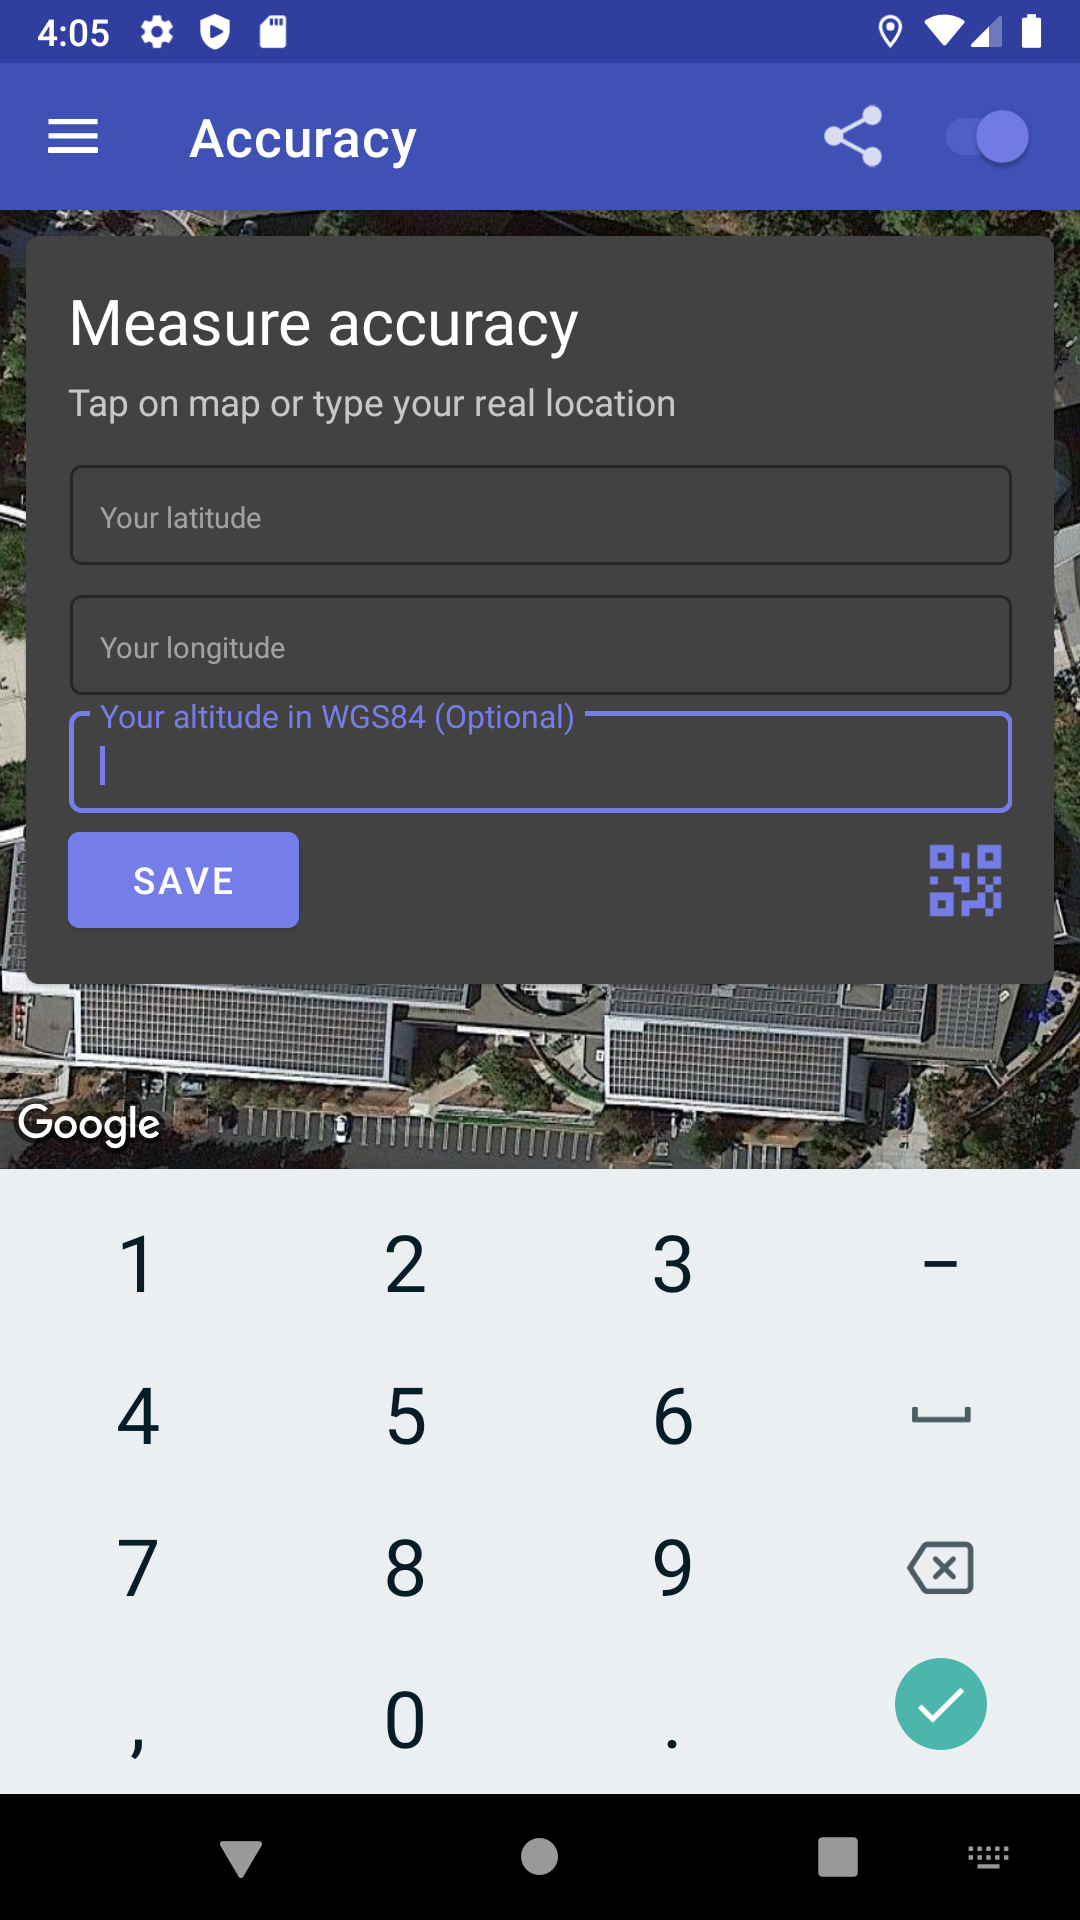 4:05
Accuracy
Measure accuracy
Tap on map or type your real location
Your latitude
Your longitude
Your altitude in WGS84 (Optional)
SAVE
Google
1 2 3 –
4 5 6
7 8 9
, 0 .